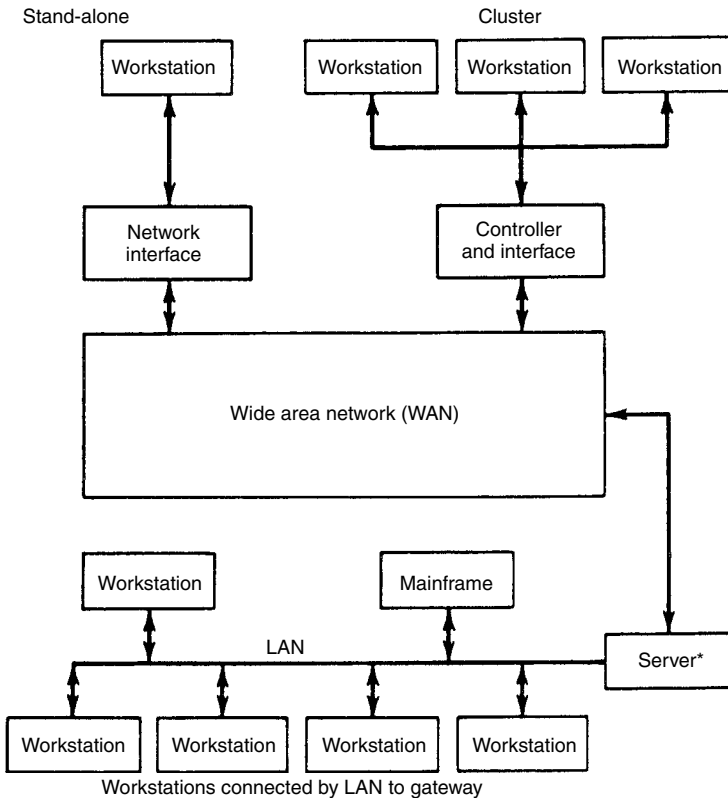 Stand-alone
Cluster
Workstation
Workstation
Workstation
Workstation
Network
interface
Controller
and interface
Wide area network (WAN)
Workstation
Mainframe
LAN
Server*
Workstation
Workstation
Workstation
Workstation
Workstations connected by LAN to gateway